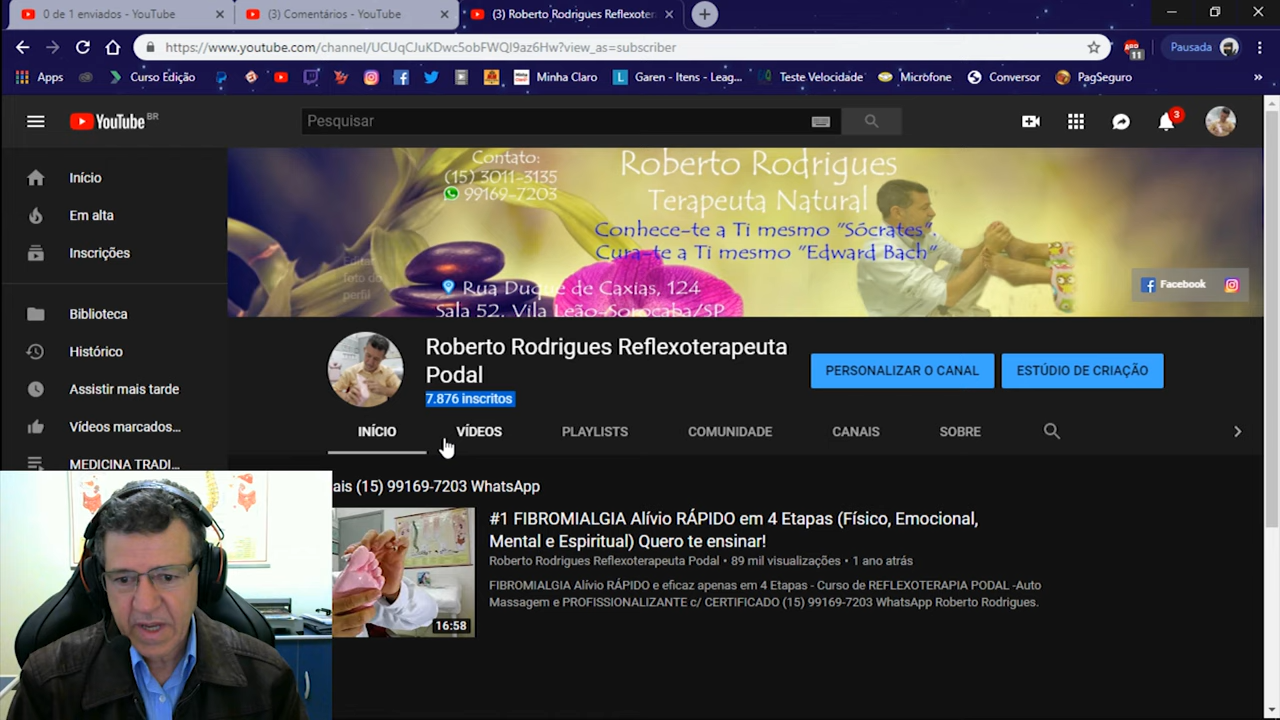 0 de 1 enviados - YouTube
(3) Comentários - YouTube
(3) Roberto Rodrigues Reflexoter
https://www.youtube.com/channel/UCUqCJuKDwc5obFWQI9az6Hw?view_as=subscriber
11
Pausada
Apps
Curso Edição
Minha Claro
Garen - Itens - Leag...
Teste Velocidade
Micrbfone
Conversor
PagSeguro
»
YouTube BR
Pesquisar
3
Início
Em alta
Inscrições
Biblioteca
Histórico
Assistir mais tarde
Vídeos marcados...
MEDICINA TRADI...
Contato:
(15) 3011-3135
99169-7203
Roberto Rodrigues
Terapeuta Natural
Conhece-te a Ti mesmo "Sócrates".
Cura-te a Ti mesmo "Edward Bach"
Editar
foto do
perfil
Rua Duque de Caxias, 124
Sala 52, Vila Leão-Sorocaba/SP
Facebook
Roberto Rodrigues Reflexoterapeuta
Podal
7.876 inscritos
PERSONALIZAR O CANAL
ESTÚDIO DE CRIAÇÃO
INÍCIO
VÍDEOS
PLAYLISTS
COMUNIDADE
CANAIS
SOBRE
ais (15) 99169-7203 WhatsApp
#1 FIBROMIALGIA Alívio RÁPIDO em 4 Etapas (Físico, Emocional,
Mental e Espiritual) Quero te ensinar!
Roberto Rodrigues Reflexoterapeuta Podal • 89 mil visualizações • 1 ano atrás
FIBROMIALGIA Alívio RÁPIDO e eficaz apenas em 4 Etapas - Curso de REFLEXOTERAPIA PODAL -Auto
Massagem e PROFISSIONALIZANTE c/ CERTIFICADO (15) 99169-7203 WhatsApp Roberto Rodrigues.
16:58